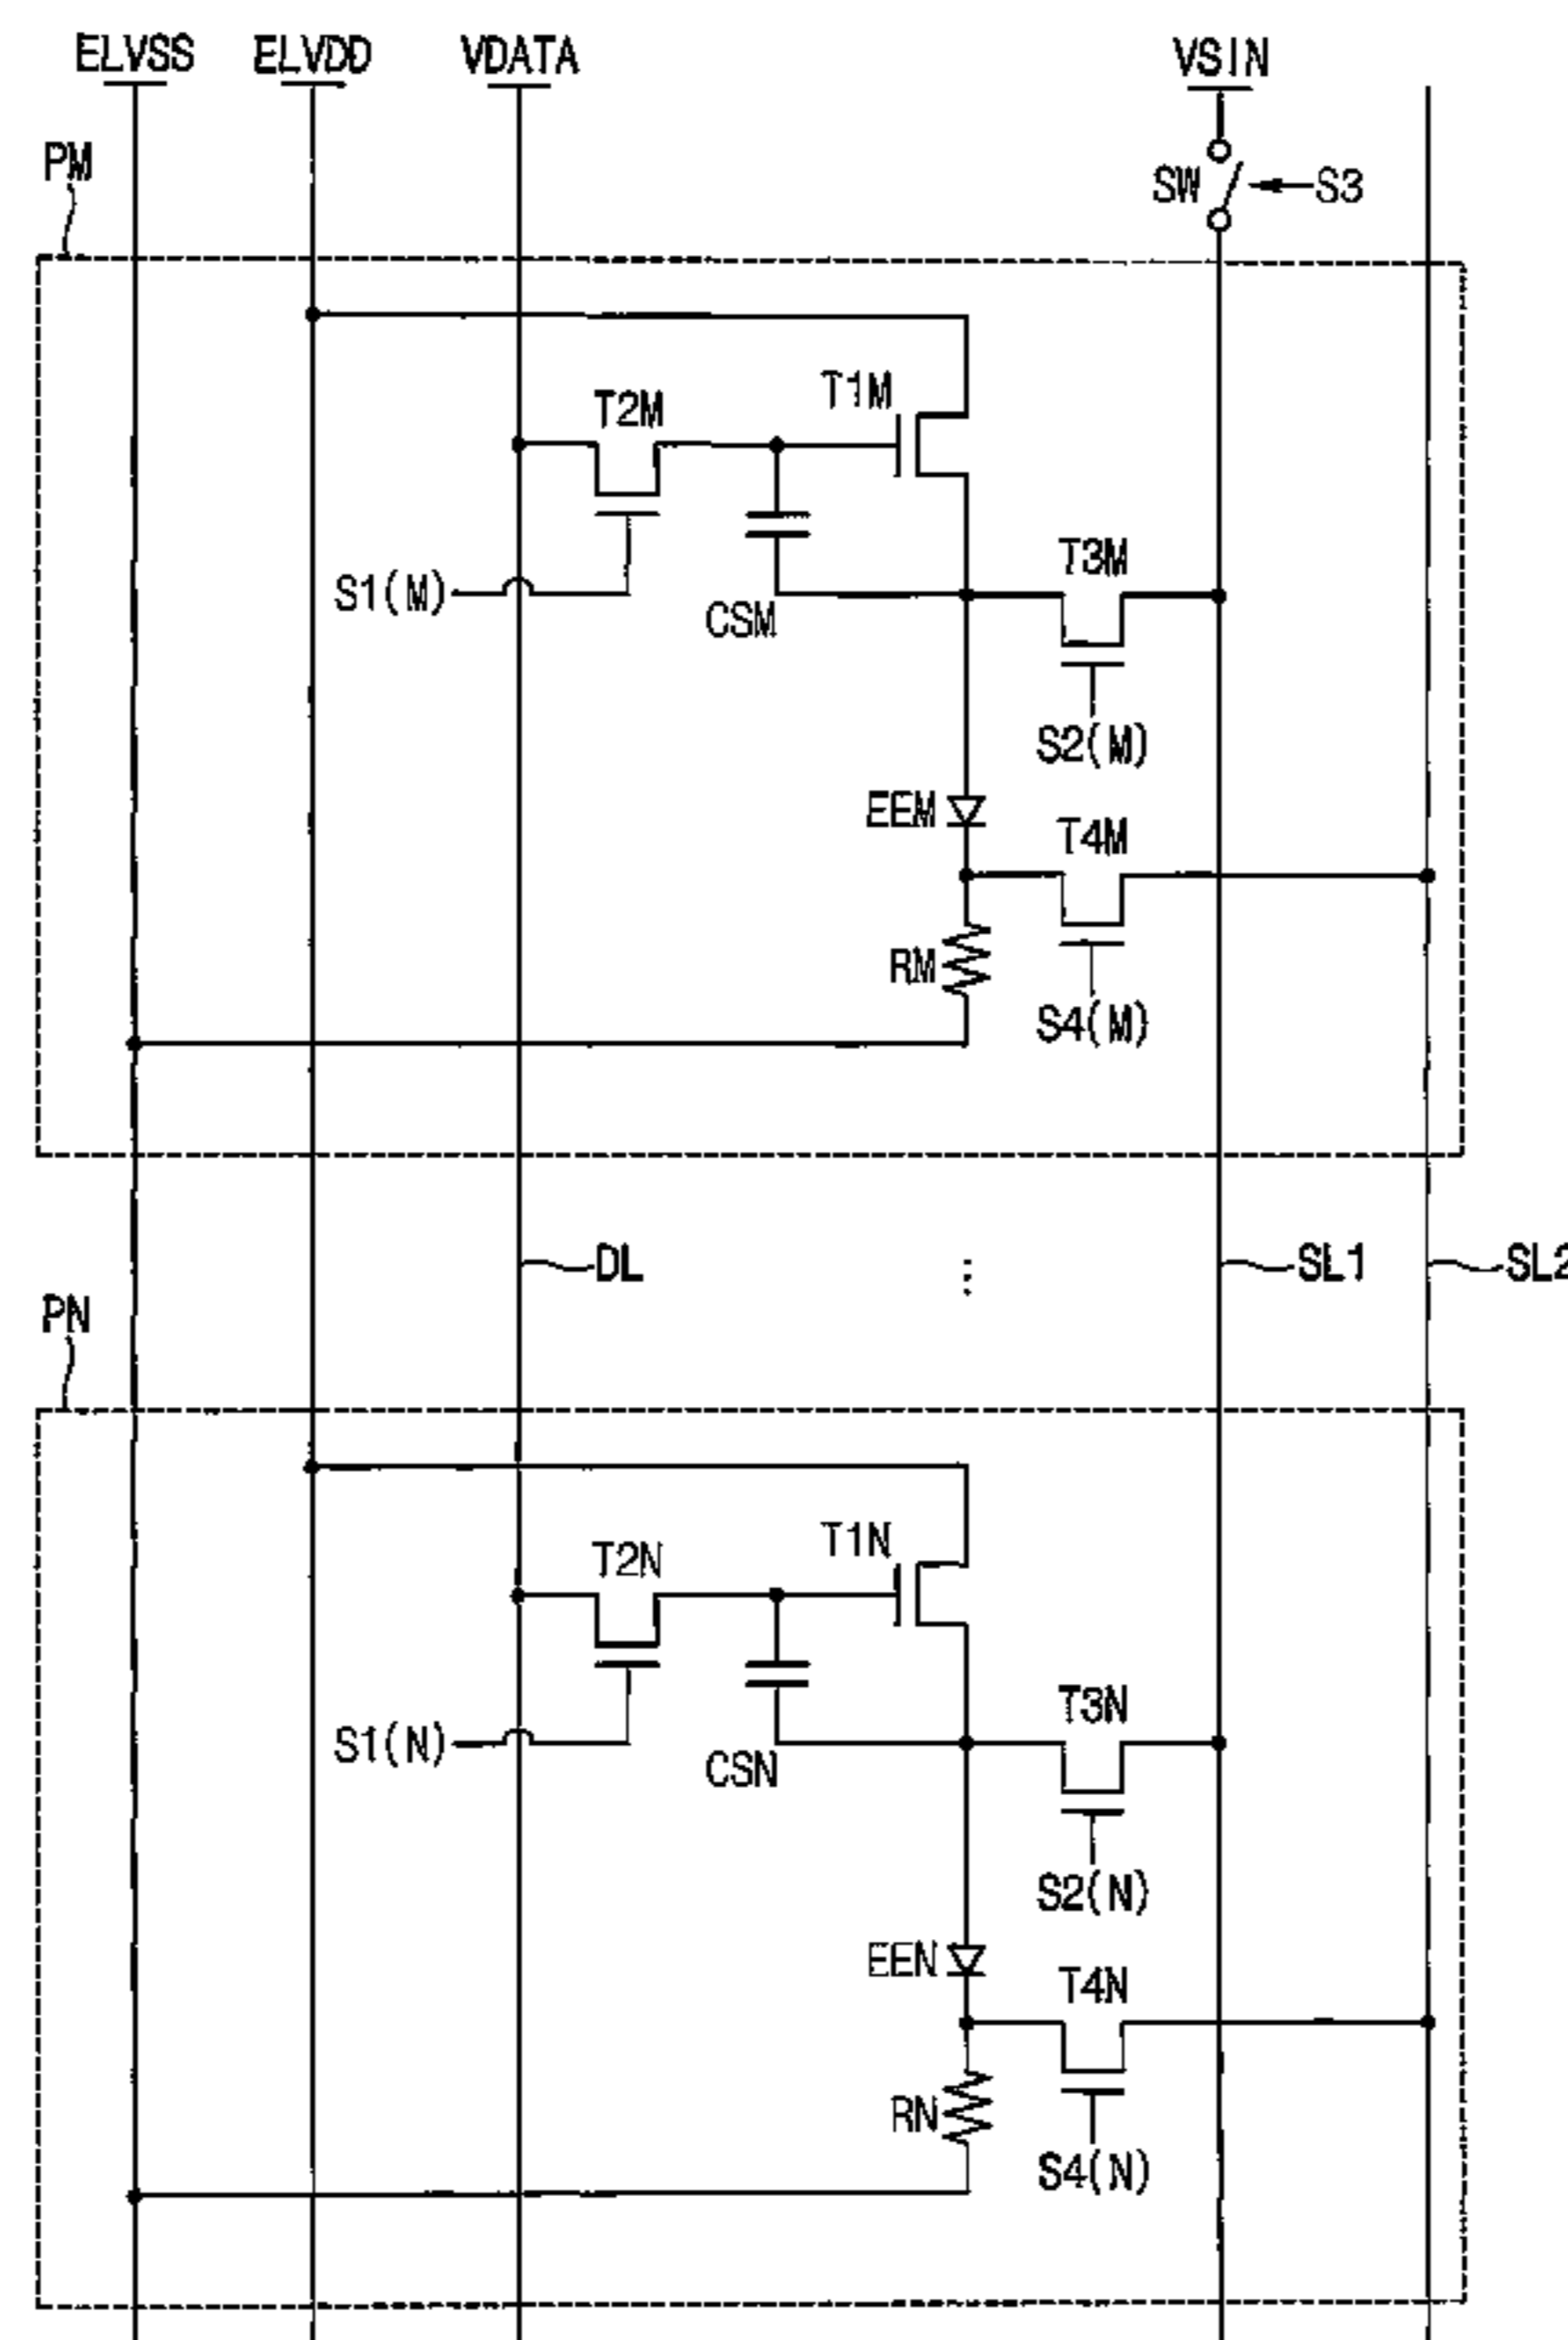 ELVSS ELVDD VDATA VSIN
PM
SW S3
T1M
T2M
T3M
S1(M)
CSM
S2(M)
EEM
T4M
RM
S4(M)
DL SL1 SL2
PN
T1N
T2N
T3N
S1(N)
CSN
S2(N)
EEN
T4N
RN
S4(N)